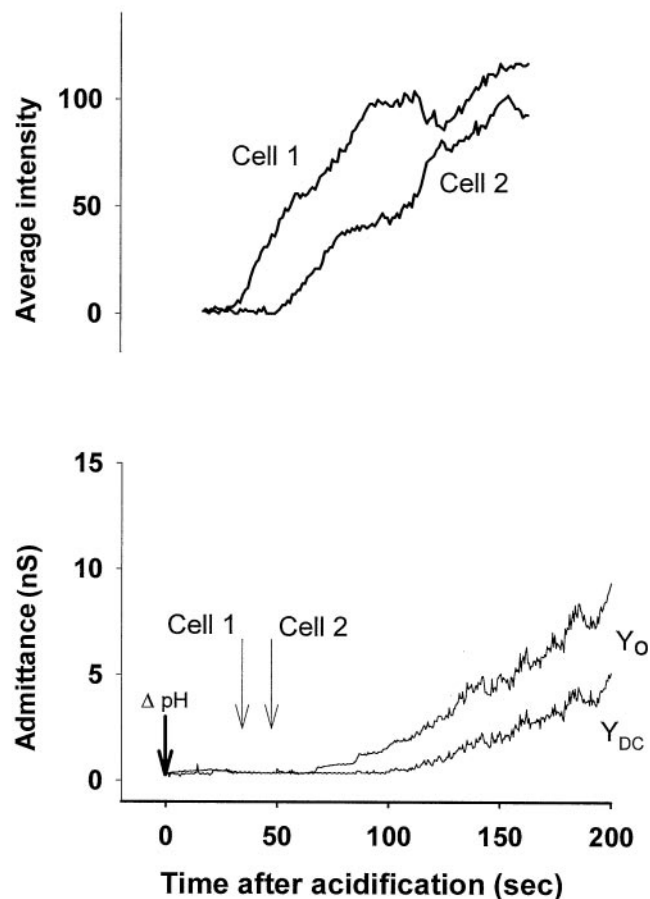 100
50
0
Average intensity
Cell 1
Cell 2
15
10
5
0
Admittance (nS)
Cell 1
Cell 2
Δ pH
Y_O
Y_DC
0
50
100
150
200
Time after acidification (sec)